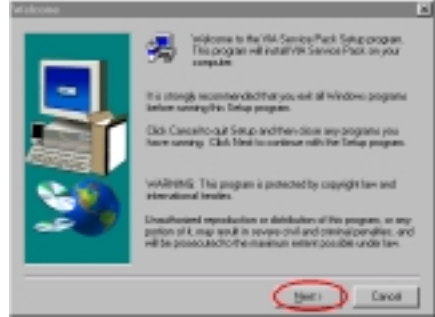 Welcome
Welcome to the VIA Service Pack Setup program.
This program will install VIA Service Pack on your
computer.
It is strongly recommended that you exit all Windows programs
before running this Setup program.
Click Cancel to quit Setup and then close any programs you
have running. Click Next to continue with the Setup program.
WARNING: This program is protected by copyright law and
international treaties.
Unauthorized reproduction or distribution of this program, or any
portion of it, may result in severe civil and criminal penalties, and
will be prosecuted to the maximum extent possible under law.
Next >
Cancel